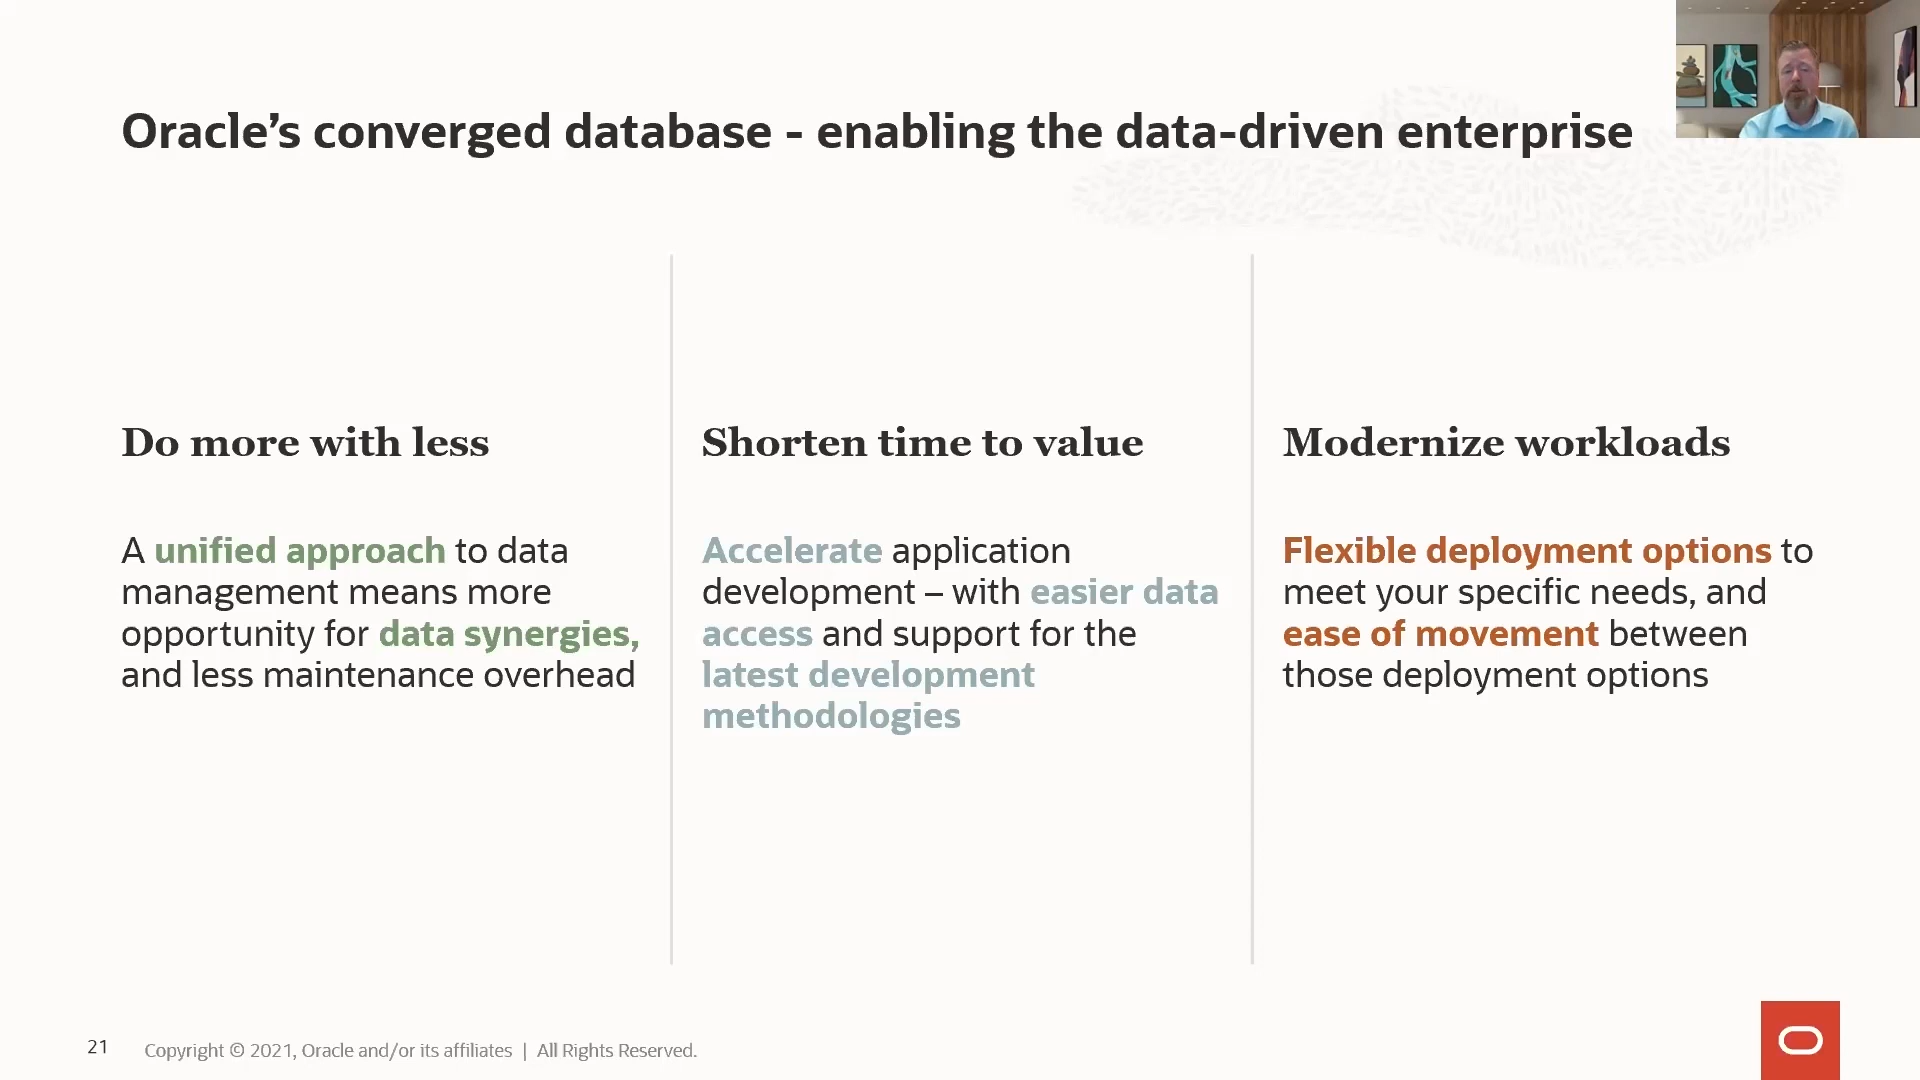 Oracle’s converged database - enabling the data-driven enterprise
Do more with less
A unified approach to data
management means more
opportunity for data synergies,
and less maintenance overhead
Shorten time to value
Accelerate application
development – with easier data
access and support for the
latest development
methodologies
Modernize workloads
Flexible deployment options to
meet your specific needs, and
ease of movement between
those deployment options
21
Copyright © 2021, Oracle and/or its affiliates | All Rights Reserved.